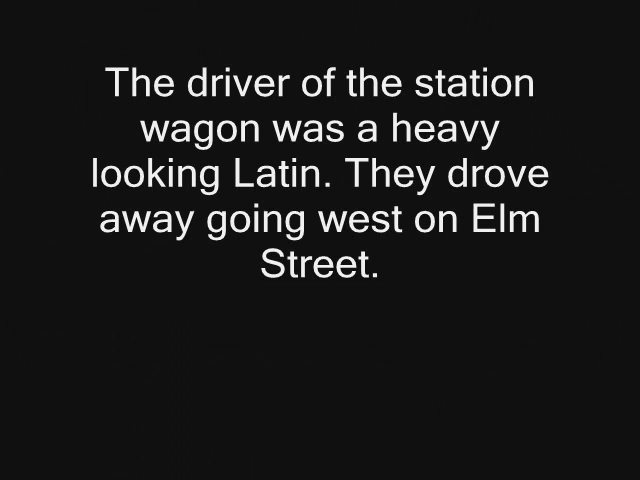 The driver of the station
wagon was a heavy
looking Latin. They drove
away going west on Elm
Street.